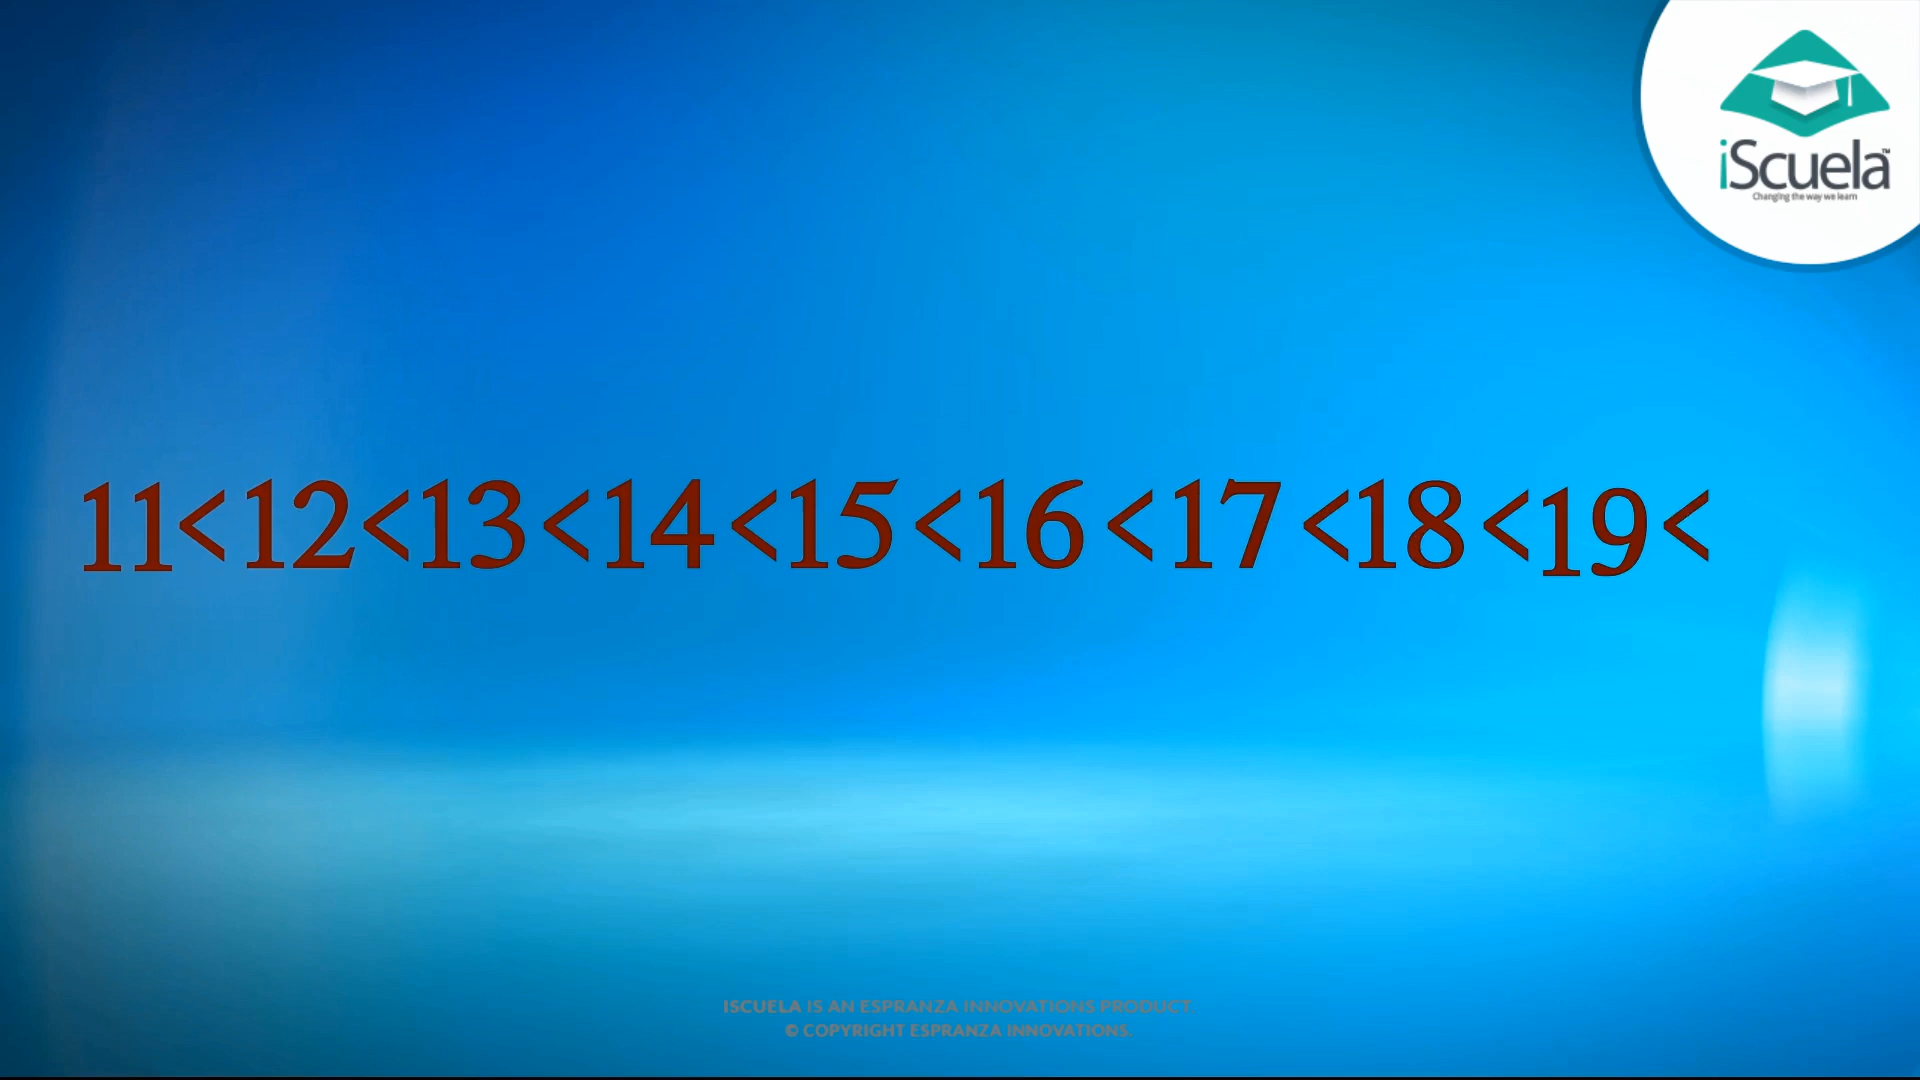 iScuela™
Changing the way we learn
11<12<13<14<15<16<17<18<19<
ISCUELA IS AN ESPRANZA INNOVATIONS PRODUCT.
© COPYRIGHT ESPRANZA INNOVATIONS.